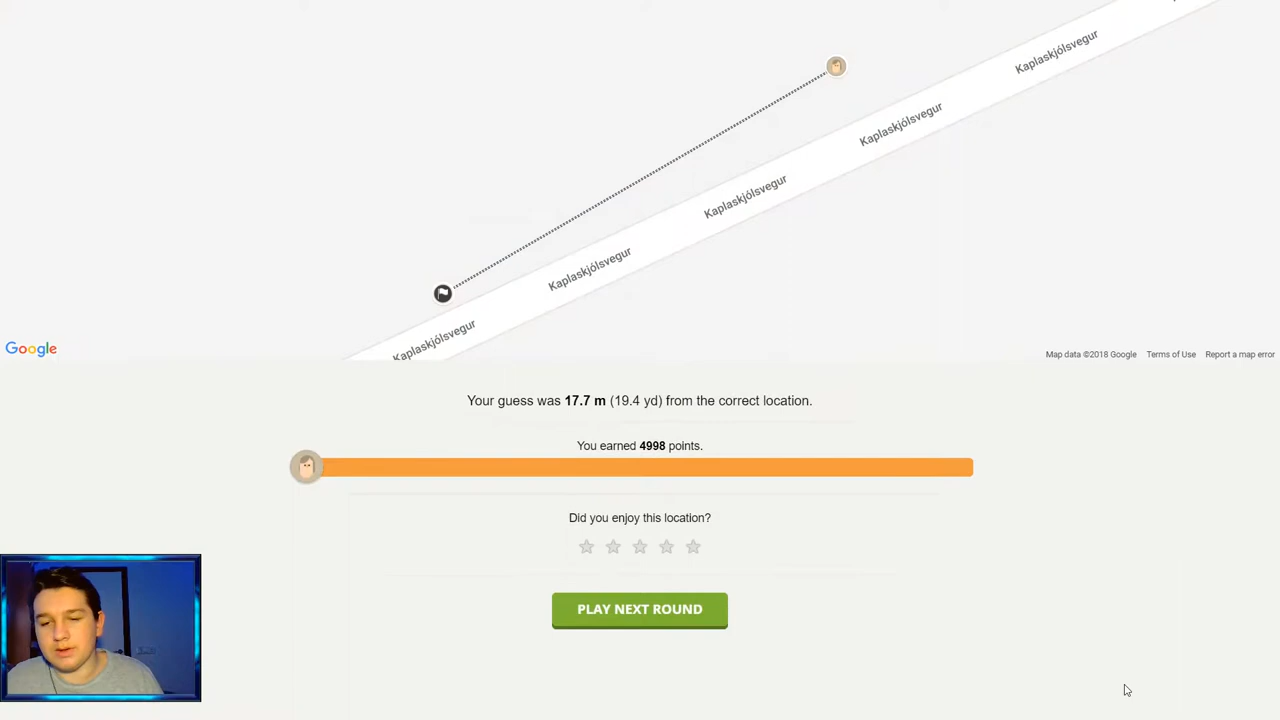 Kaplaskjólsvegur
Kaplaskjólsvegur
Kaplaskjólsvegur
Kaplaskjólsvegur
Kaplaskjólsvegur
Google
Map data ©2018 Google Terms of Use Report a map error
Your guess was 17.7 m (19.4 yd) from the correct location.
You earned 4998 points.
Did you enjoy this location?
PLAY NEXT ROUND